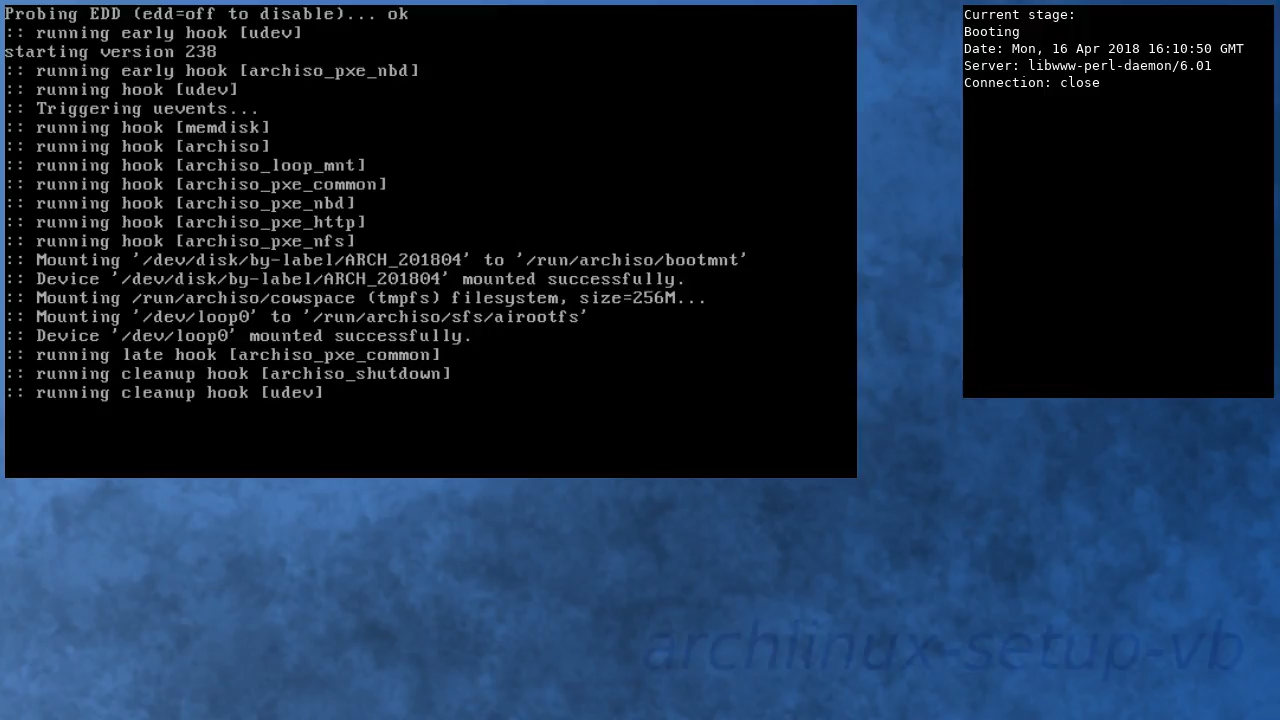 Probing EDD (edd=off to disable)... ok
:: running early hook [udev]
starting version 238
:: running early hook [archiso_pxe_nbd]
:: running hook [udev]
:: Triggering uevents...
:: running hook [memdisk]
:: running hook [archiso]
:: running hook [archiso_loop_mnt]
:: running hook [archiso_pxe_common]
:: running hook [archiso_pxe_nbd]
:: running hook [archiso_pxe_http]
:: running hook [archiso_pxe_nfs]
:: Mounting '/dev/disk/by-label/ARCH_201804' to '/run/archiso/bootmnt'
:: Device '/dev/disk/by-label/ARCH_201804' mounted successfully.
:: Mounting /run/archiso/cowspace (tmpfs) filesystem, size=256M...
:: Mounting '/dev/loop0' to '/run/archiso/sfs/airootfs'
:: Device '/dev/loop0' mounted successfully.
:: running late hook [archiso_pxe_common]
:: running cleanup hook [archiso_shutdown]
:: running cleanup hook [udev]
Current stage:
Booting
Date: Mon, 16 Apr 2018 16:10:50 GMT
Server: libwww-perl-daemon/6.01
Connection: close
archlinux-setup-vb